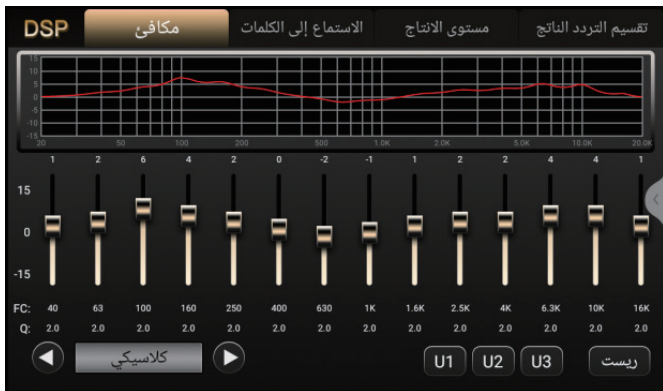 DSP مكافئ الاستماع إلى الكلمات مستوى الانتاج تقسيم التردد الناتج
15
10
5
0
-5
-10
-15
20 50 100 200 500 1.0K 2.0K 5.0K 10.0K 20.0K
1 2 6 4 2 0 -2 -1 1 2 2 4 4 1
15
0
-15
FC: 40 63 100 160 250 400 630 1K 1.6K 2.5K 4K 6.3K 10K 16K
Q: 2.0 2.0 2.0 2.0 2.0 2.0 2.0 2.0 2.0 2.0 2.0 2.0 2.0 2.0
كلاسيكي U1 U2 U3 ريست